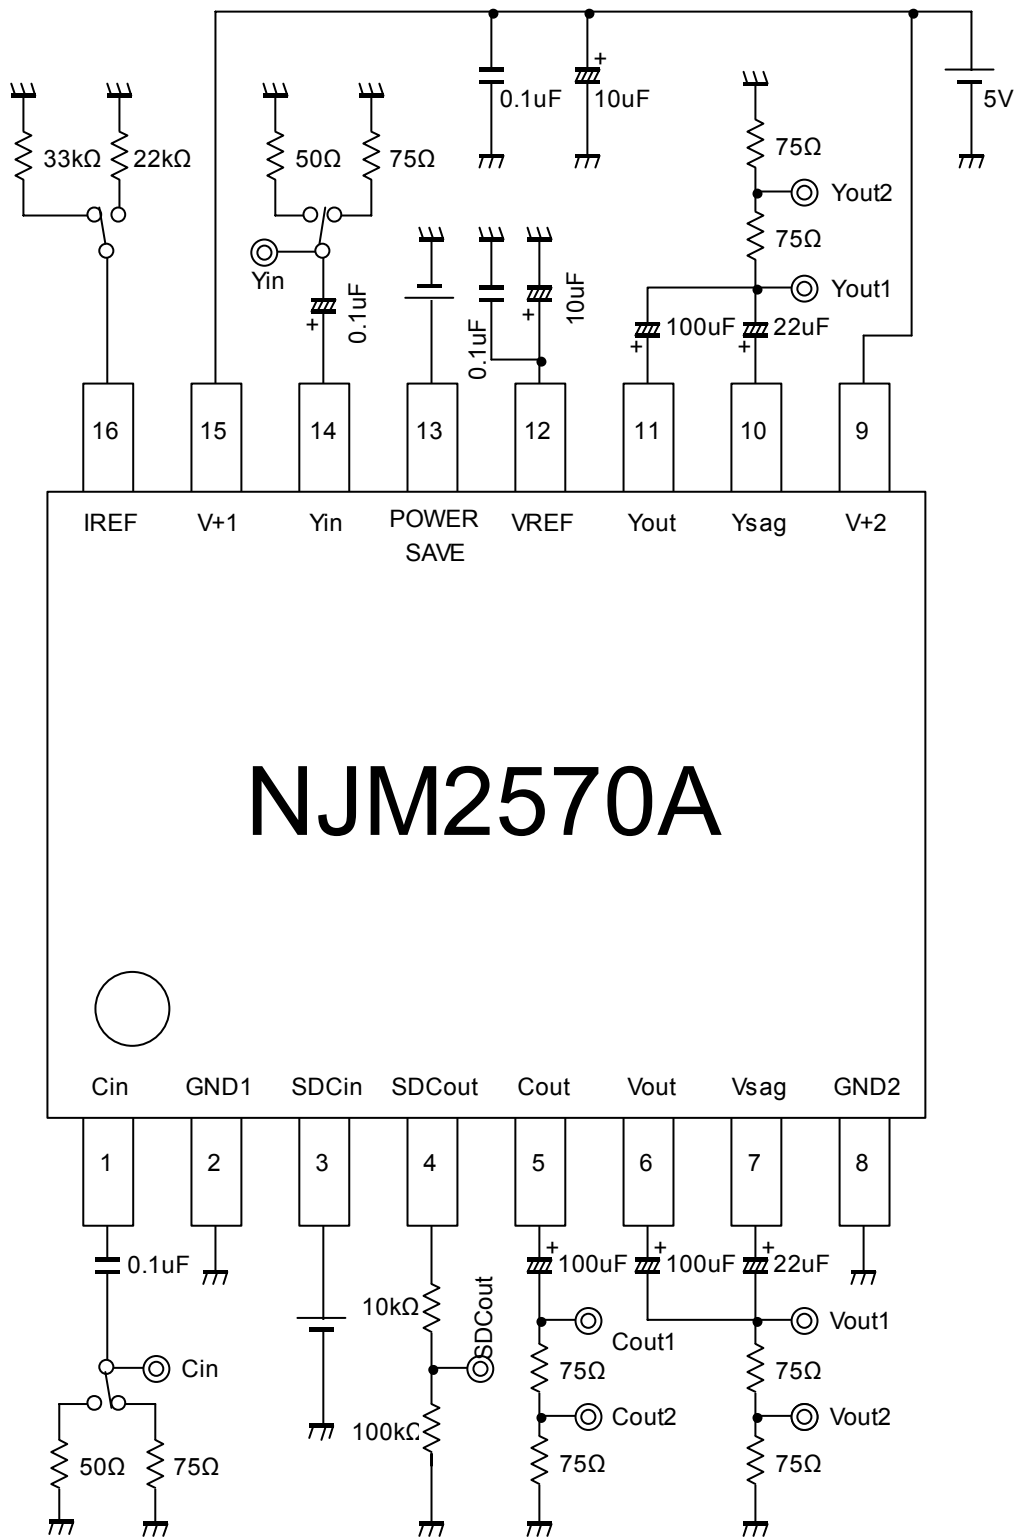 +
0.1uF
10uF
5V
33kΩ
22kΩ
50Ω
75Ω
75Ω
Yout2
75Ω
Yin
Yout1
0.1uF
+
0.1uF
10uF
+
100uF
+
22uF
+
16
15
14
13
12
11
10
9
IREF
V+1
Yin
POWER
SAVE
VREF
Yout
Ysag
V+2
NJM2570A
Cin
GND1
SDCin
SDCout
Cout
Vout
Vsag
GND2
1
2
3
4
5
6
7
8
0.1uF
+
100uF
+
100uF
+
22uF
10kΩ
SDCout
Cout1
Vout1
Cin
75Ω
75Ω
100kΩ
Cout2
Vout2
50Ω
75Ω
75Ω
75Ω